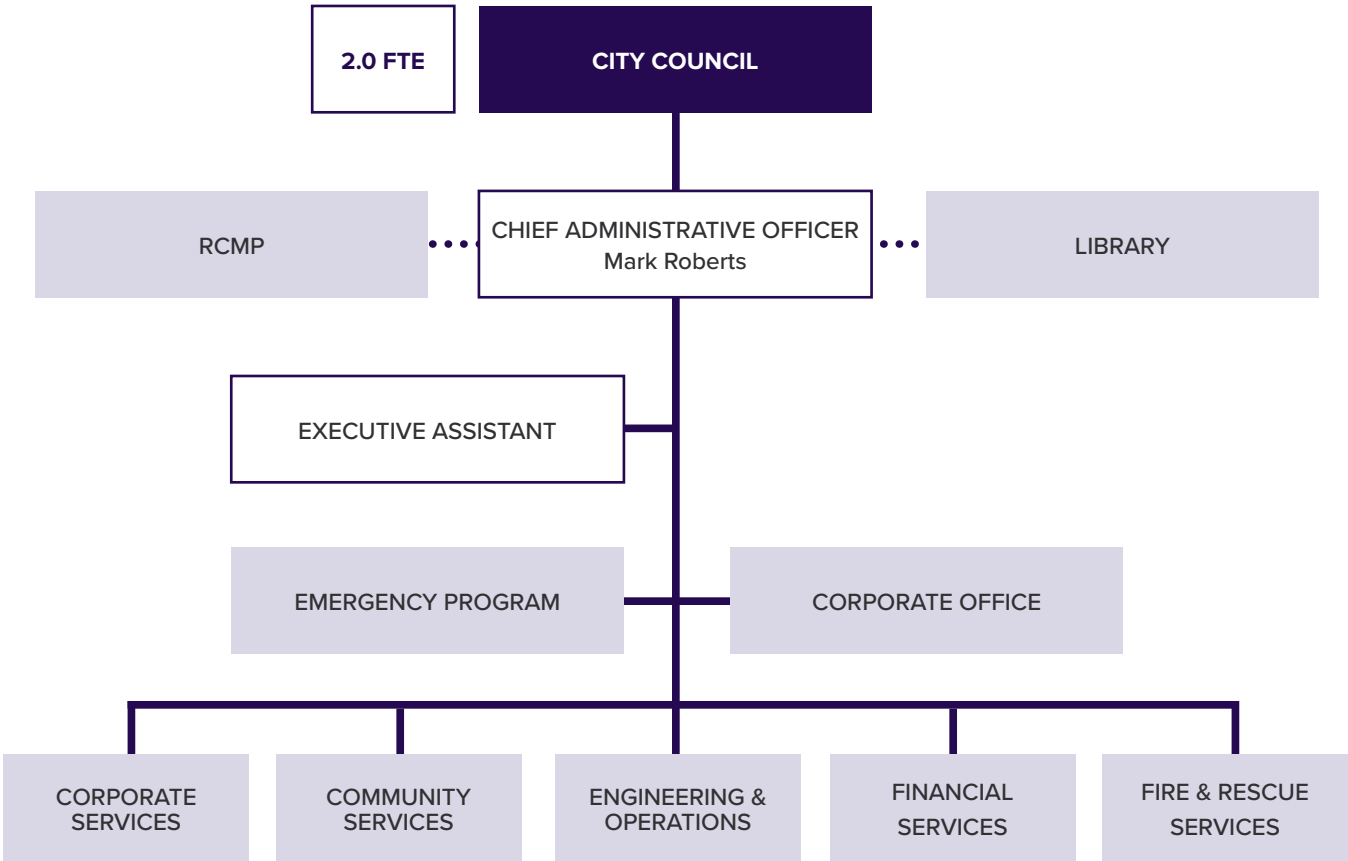 2.0 FTE
CITY COUNCIL
RCMP
CHIEF ADMINISTRATIVE OFFICER
Mark Roberts
LIBRARY
EXECUTIVE ASSISTANT
EMERGENCY PROGRAM
CORPORATE OFFICE
CORPORATE
SERVICES
COMMUNITY
SERVICES
ENGINEERING &
OPERATIONS
FINANCIAL
SERVICES
FIRE & RESCUE
SERVICES